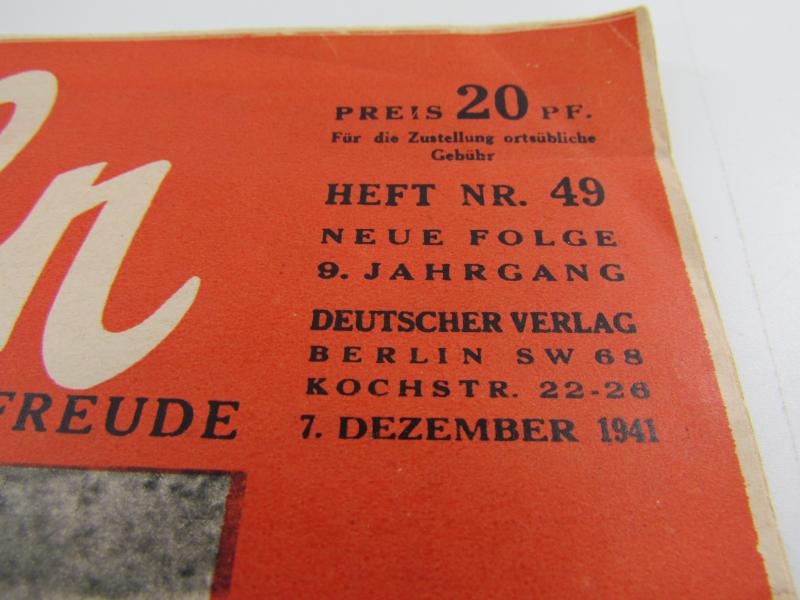 PREIS 20 PF.
Für die Zustellung ortsübliche
Gebühr
HEFT NR. 49
NEUE FOLGE
9. JAHRGANG
DEUTSCHER VERLAG
BERLIN SW 68
KOCHSTR. 22-26
7. DEZEMBER 1941
ln
FREUDE